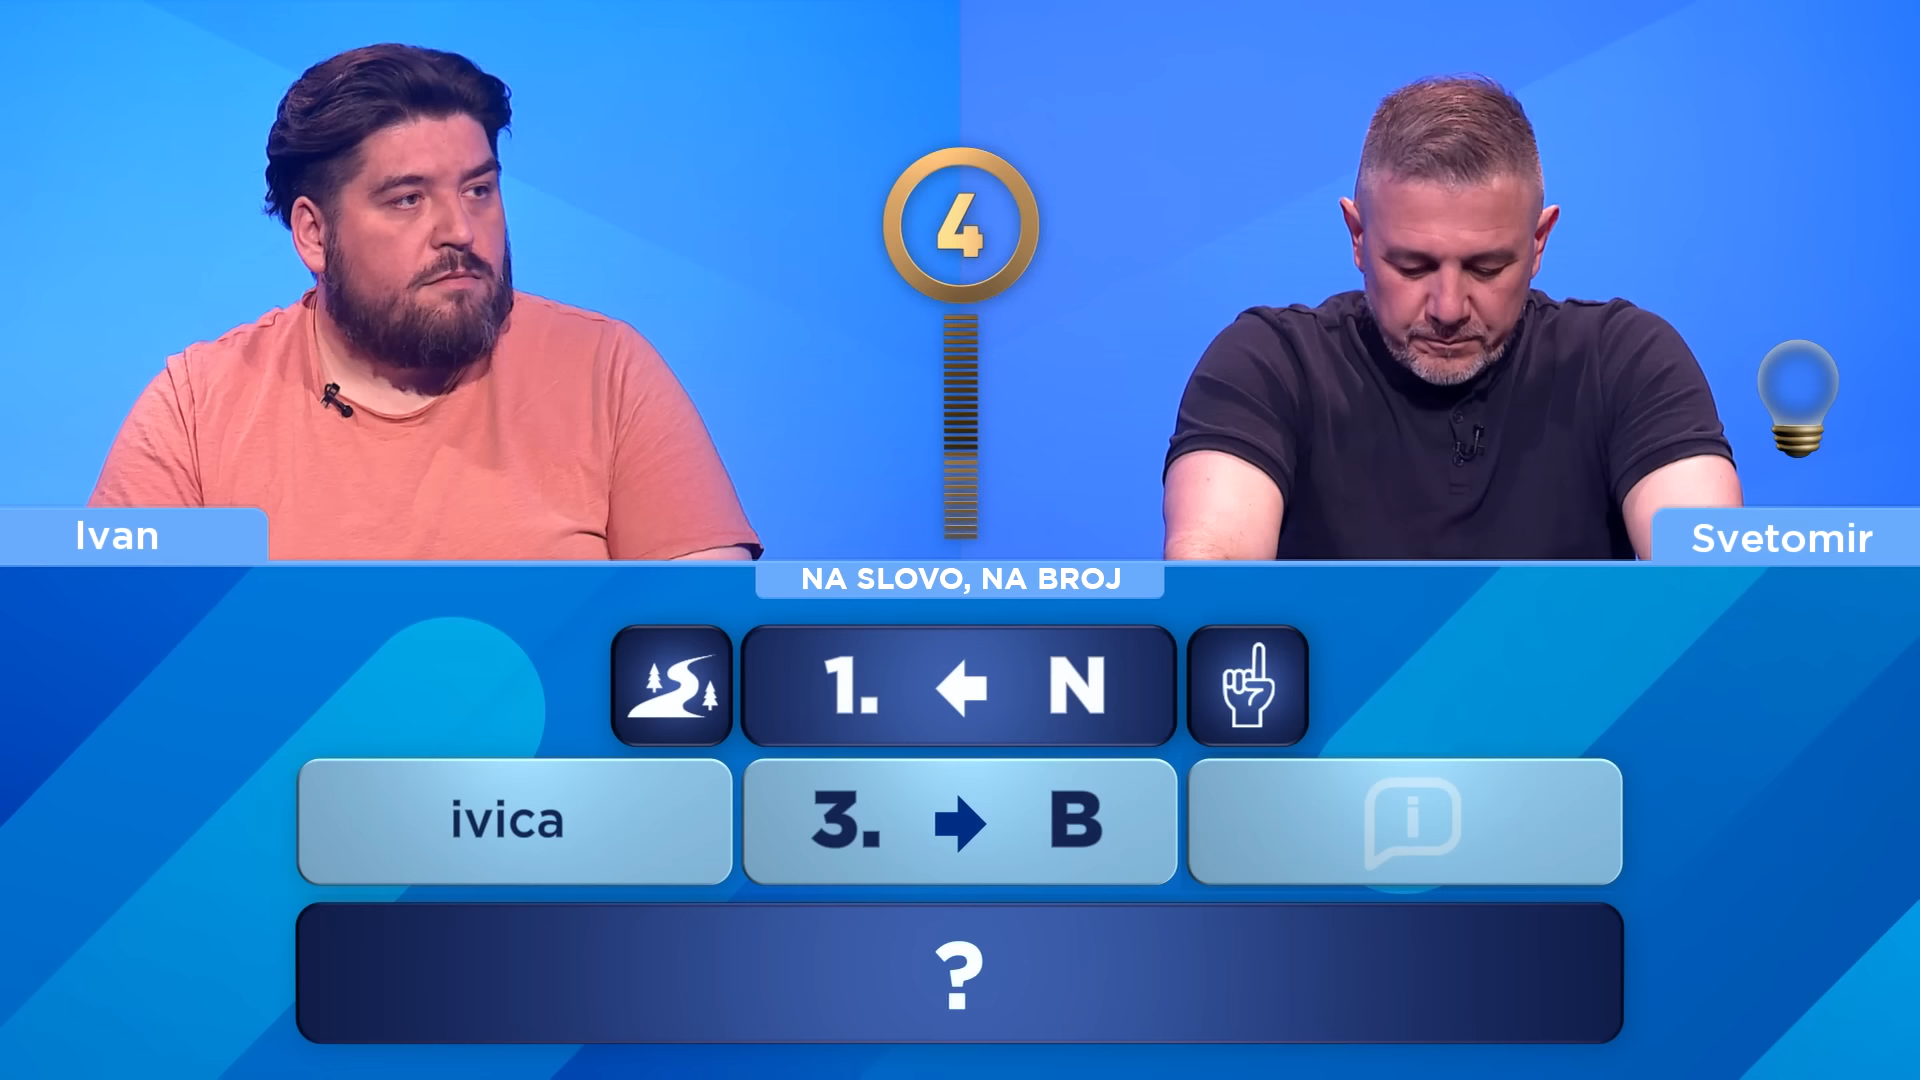 4
Ivan
Svetomir
NA SLOVO, NA BROJ
1. ← N
ivica
3. → B
i
?